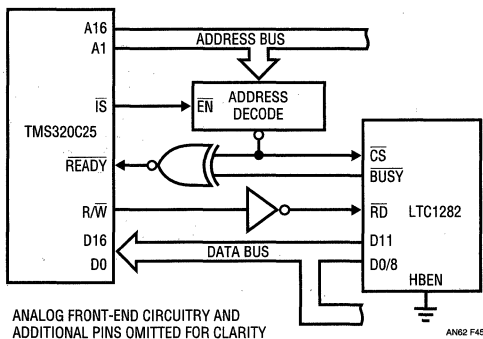 A16
A1
ADDRESS BUS
IS
EN
ADDRESS
DECODE
TMS320C25
READY
CS
BUSY
R/W
RD
LTC1282
D16
D11
D0
DATA BUS
D0/8
HBEN
ANALOG FRONT-END CIRCUITRY AND
ADDITIONAL PINS OMITTED FOR CLARITY
AN62 F45